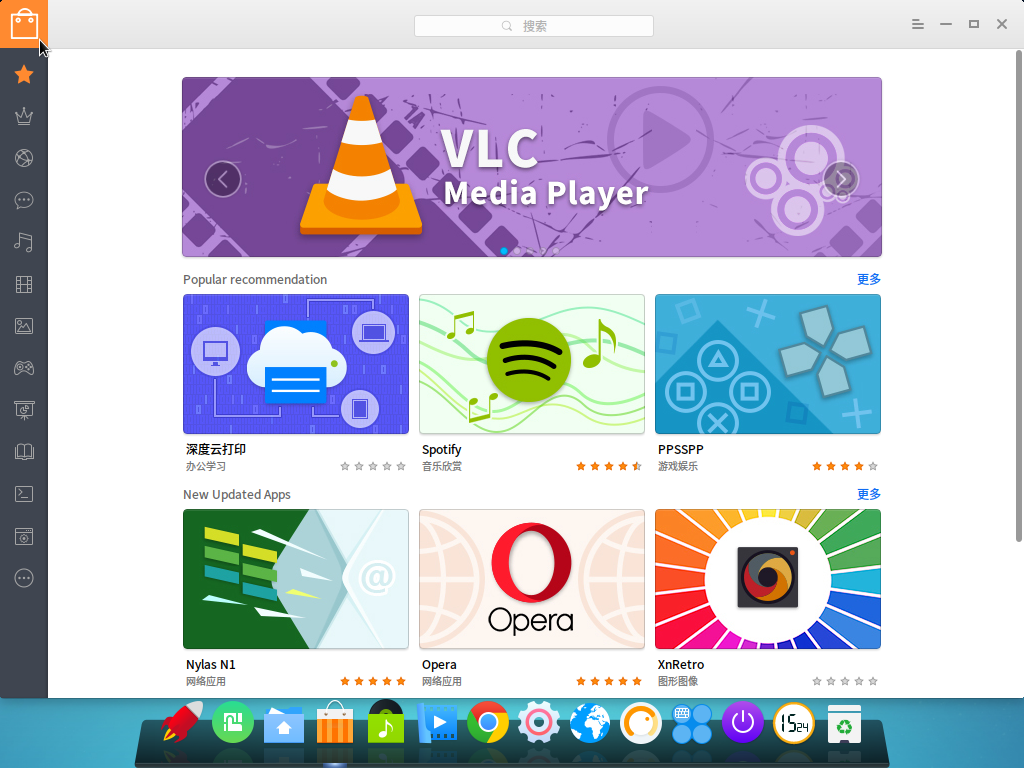 搜索
VLC
Media Player
Popular recommendation
更多
深度云打印
办公学习
Spotify
音乐欣赏
PPSSPP
游戏娱乐
New Updated Apps
更多
@
Opera
Nylas N1
网络应用
Opera
网络应用
XnRetro
图形图像
15 24